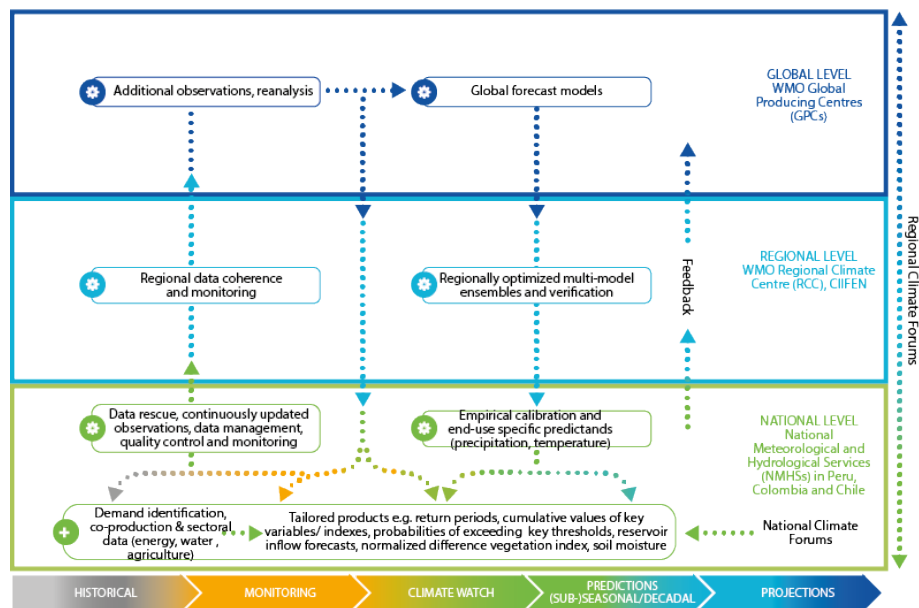 Additional observations, reanalysis
Global forecast models
GLOBAL LEVEL
WMO Global
Producing Centres
(GPCs)
Regional data coherence
and monitoring
Regionally optimized multi-model
ensembles and verification
Feedback
REGIONAL LEVEL
WMO Regional Climate
Centre (RCC), CIIFEN
Regional Climate Forums
Data rescue, continuously updated
observations, data management,
quality control and monitoring
Empirical calibration and
end-use specific predictands
(precipitation, temperature)
NATIONAL LEVEL
National
Meteorological and
Hydrological Services
(NMHSs) in Peru,
Colombia and Chile
Demand identification,
co-production & sectoral
data (energy, water ,
agriculture)
Tailored products e.g. return periods, cumulative values of key
variables/ indexes, probabilities of exceeding key thresholds, reservoir
inflow forecasts, normalized difference vegetation index, soil moisture
National Climate
Forums
HISTORICAL
MONITORING
CLIMATE WATCH
PREDICTIONS
(SUB-)SEASONAL/DECADAL
PROJECTIONS